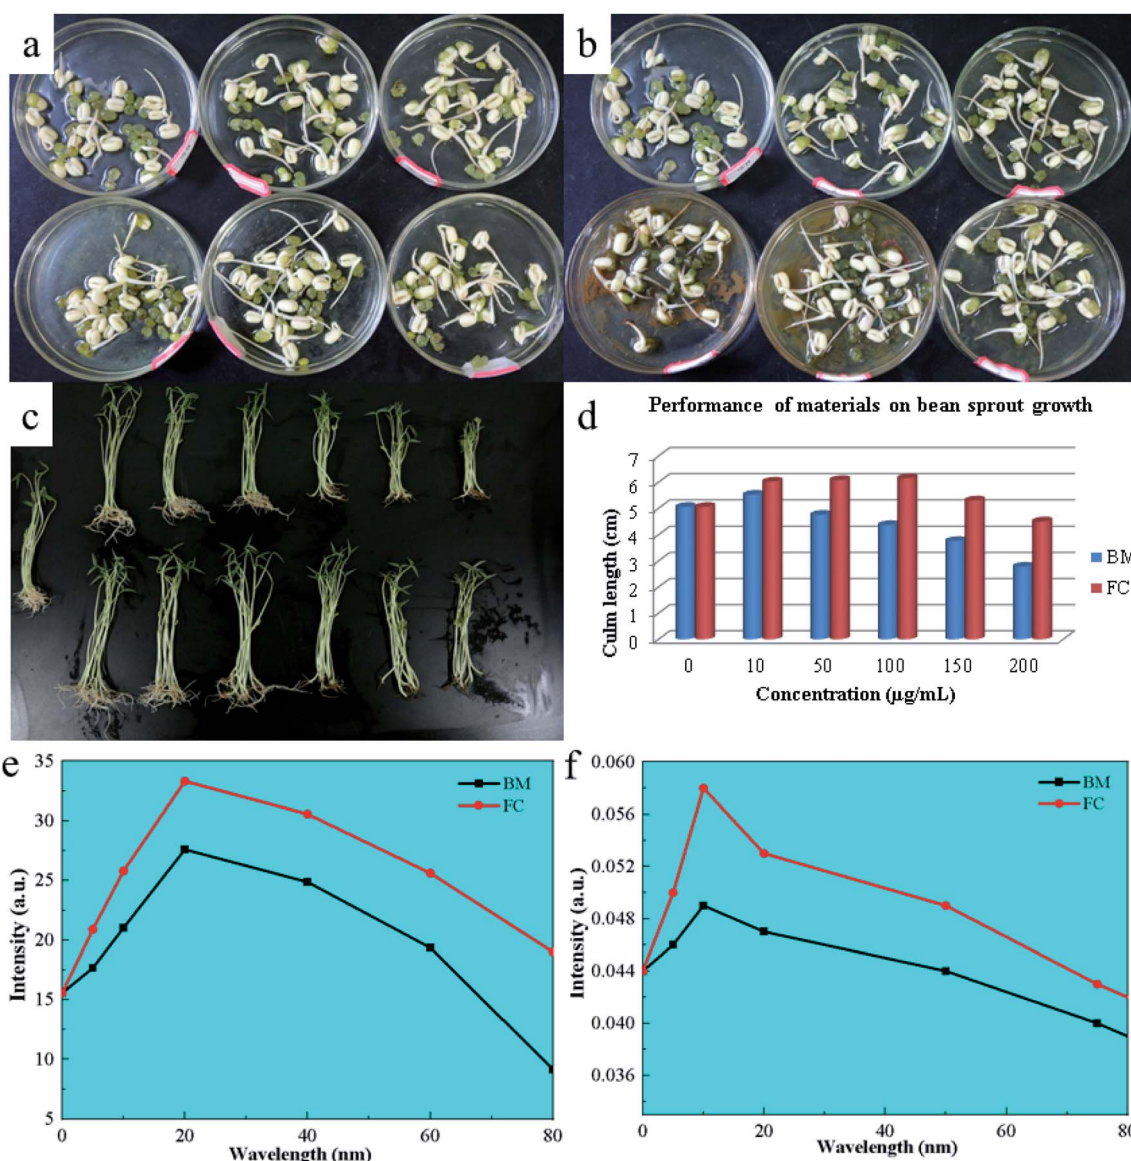 a
b
c
d
Performance of materials on bean sprout growth
7
6
5
4
3
2
1
0
Culm length (cm)
0 10 50 100 150 200
Concentration (µg/mL)
BM
FC
e
35
33
25
20
15
10
5
Intensity (a.u.)
0 20 40 60 80
Wavelength (nm)
BM
FC
f
0.060
0.056
0.052
0.048
0.044
0.040
0.036
Intensity (a.u.)
0 20 40 60 80
Wavelength (nm)
BM
FC